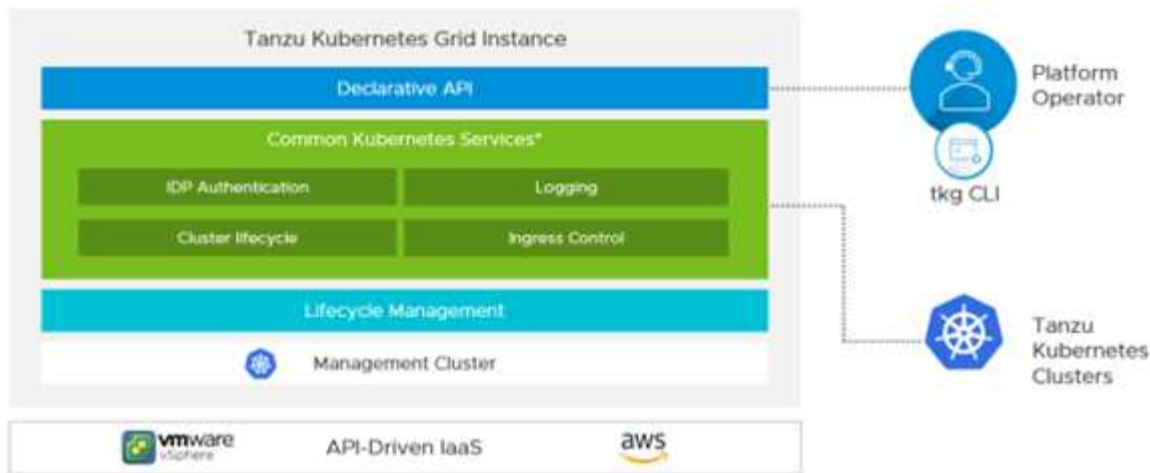 Tanzu Kubernetes Grid Instance
Declarative API
Common Kubernetes Services*
IDP Authentication
Logging
Cluster lifecycle
Ingress Control
Lifecycle Management
Management Cluster
vmware
vSphere
API-Driven IaaS
aws
Platform
Operator
tkg CLI
Tanzu
Kubernetes
Clusters